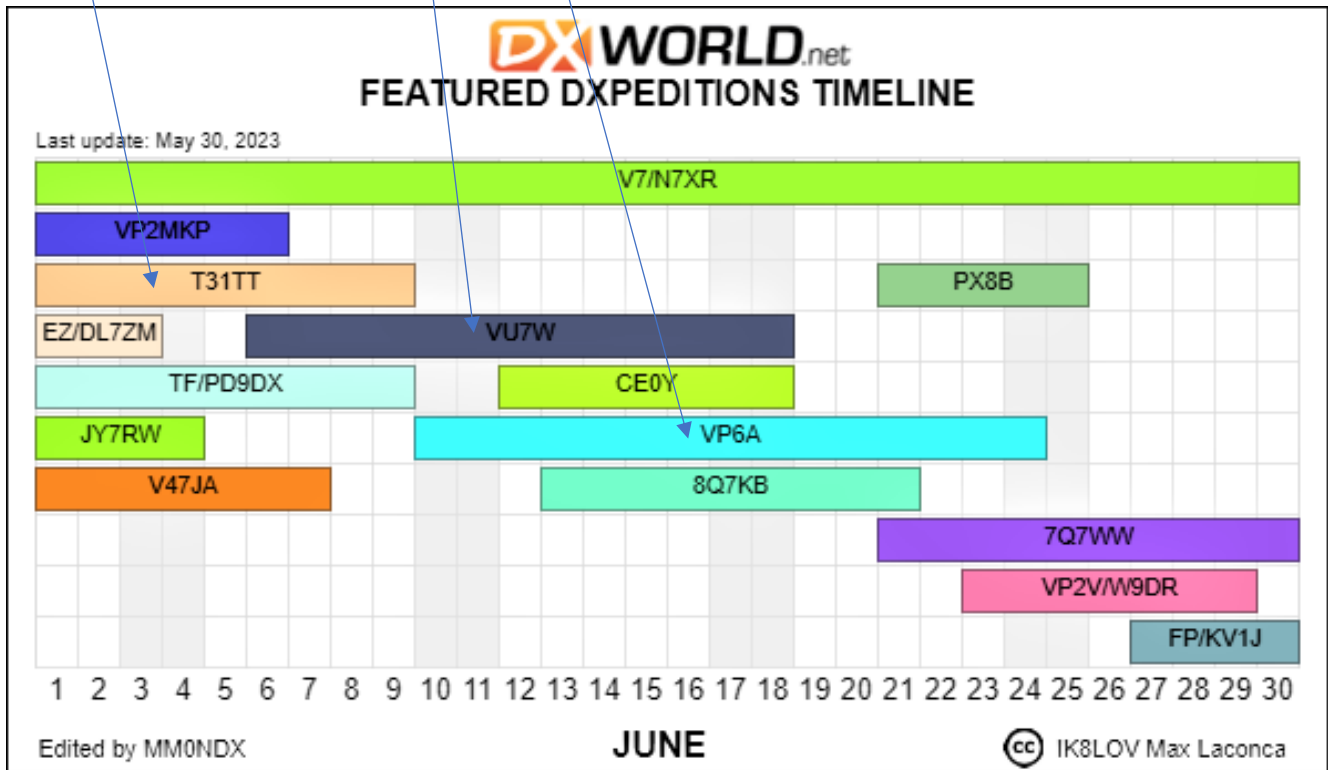 DX WORLD.net
FEATURED DXPEDITIONS TIMELINE
Last update: May 30, 2023
V7/N7XR
VP2MKP
T31TT PX8B
EZ/DL7ZM VU7W
TF/PD9DX CE0Y
JY7RW VP6A
V47JA 8Q7KB
7Q7WW
VP2V/W9DR
FP/KV1J
1 2 3 4 5 6 7 8 9 10 11 12 13 14 15 16 17 18 19 20 21 22 23 24 25 26 27 28 29 30
Edited by MM0NDX JUNE cc IK8LOV Max Laconca